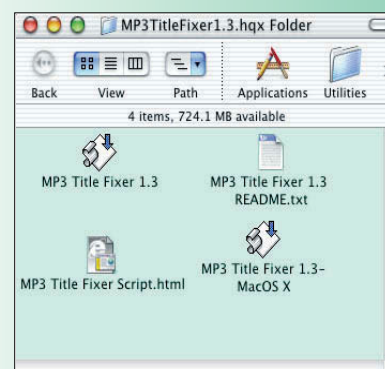 MP3TitleFixer1.3.hqx Folder
Back View Path Applications Utilities
4 items, 724.1 MB available
MP3 Title Fixer 1.3
MP3 Title Fixer 1.3
README.txt
MP3 Title Fixer Script.html
MP3 Title Fixer 1.3-
MacOS X